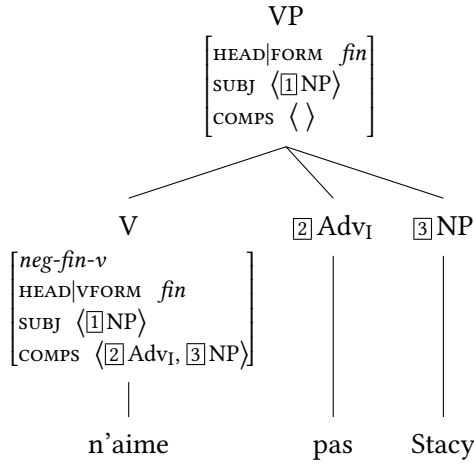 VP
HEAD|FORM fin
SUBJ ⟨[1]NP⟩
COMPS ⟨ ⟩
V [2]Adv_I [3]NP
neg-fin-v
HEAD|VFORM fin
SUBJ ⟨[1]NP⟩
COMPS ⟨[2]Adv_I, [3]NP⟩
n'aime pas Stacy